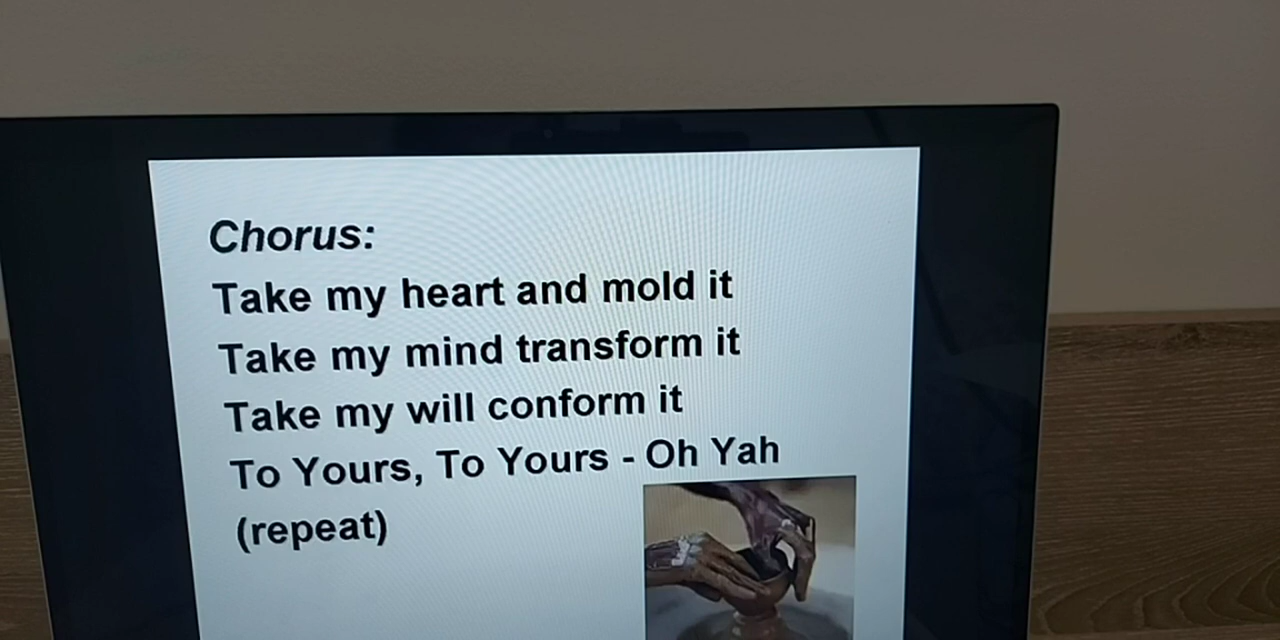 Chorus:
Take my heart and mold it
Take my mind transform it
Take my will conform it
To Yours, To Yours - Oh Yah
(repeat)